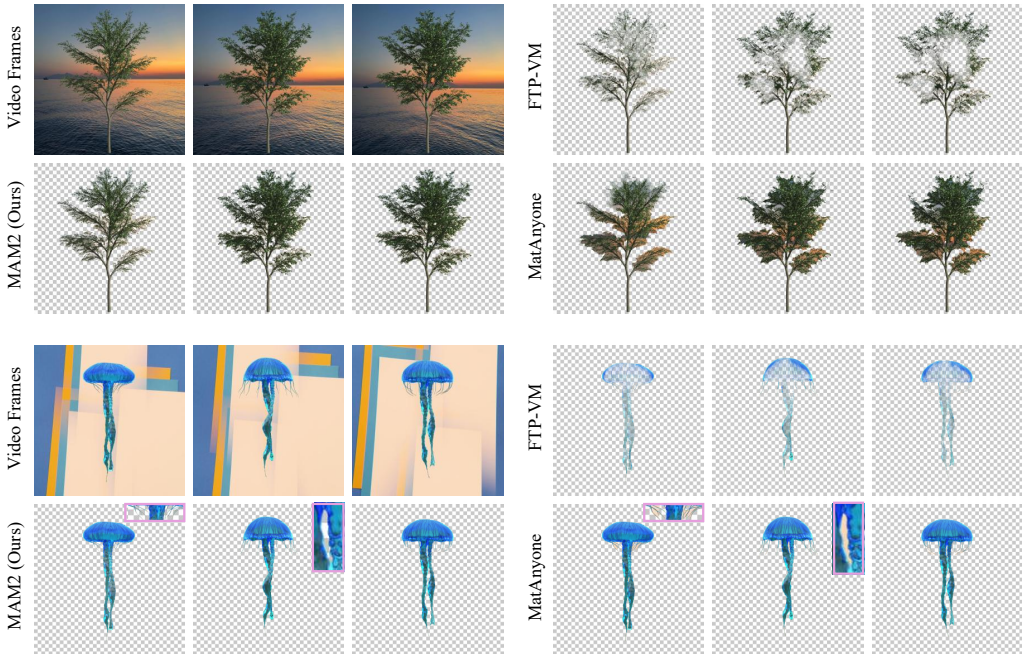 Video Frames
FTP-VM
MAM2 (Ours)
MatAnyone
Video Frames
FTP-VM
MAM2 (Ours)
MatAnyone